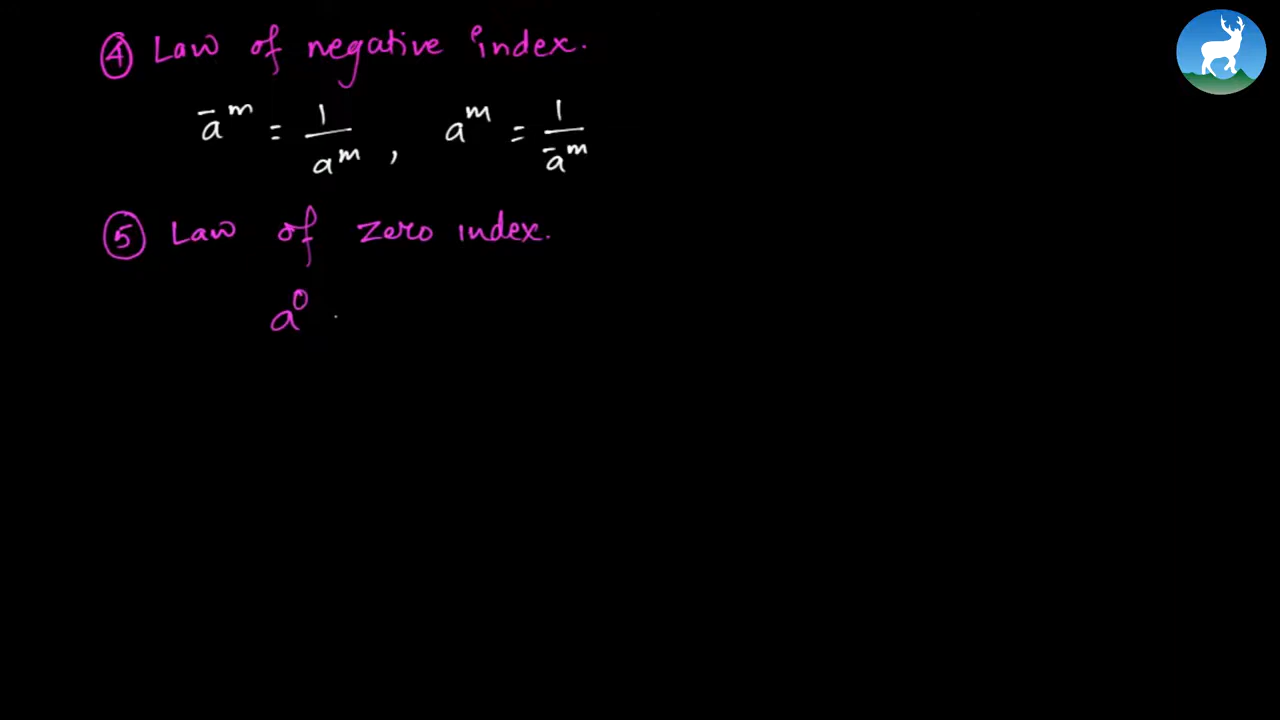 ④ Law of negative index.
a⁻ᵐ = 1/aᵐ , aᵐ = 1/a⁻ᵐ
⑤ Law of zero index.
a⁰